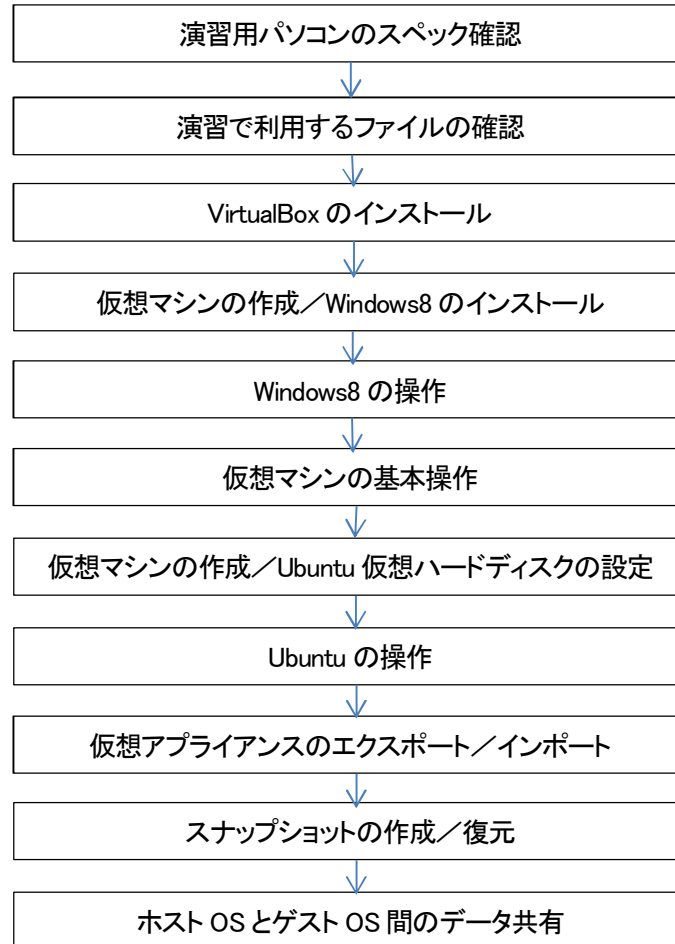 演習用パソコンのスペック確認
演習で利用するファイルの確認
VirtualBox のインストール
仮想マシンの作成／Windows8 のインストール
Windows8 の操作
仮想マシンの基本操作
仮想マシンの作成／Ubuntu 仮想ハードディスクの設定
Ubuntu の操作
仮想アプライアンスのエクスポート／インポート
スナップショットの作成／復元
ホスト OS とゲスト OS 間のデータ共有